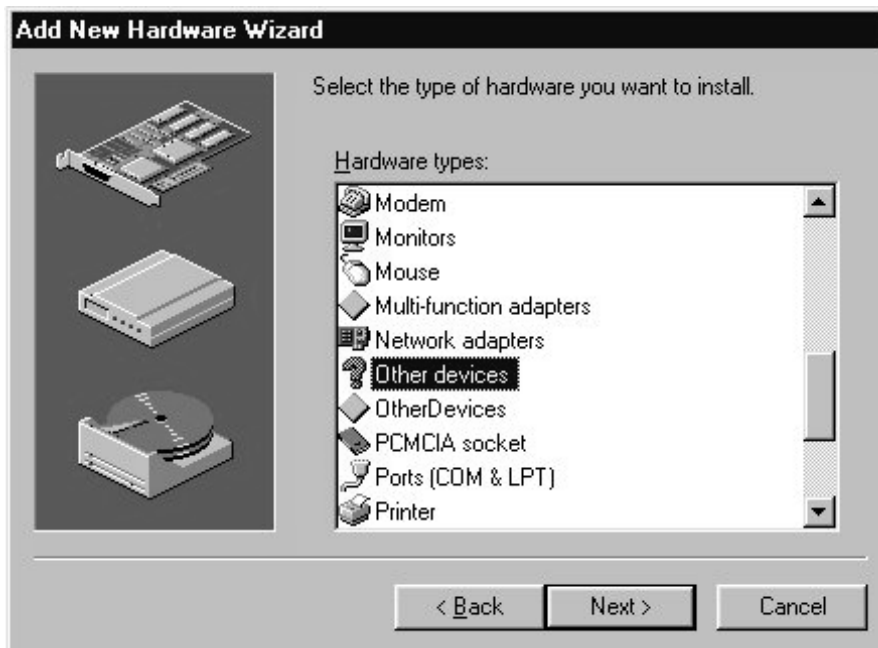 Add New Hardware Wizard
Select the type of hardware you want to install.
Hardware types:
Modem
Monitors
Mouse
Multi-function adapters
Network adapters
Other devices
OtherDevices
PCMCIA socket
Ports (COM & LPT)
Printer
< Back
Next >
Cancel